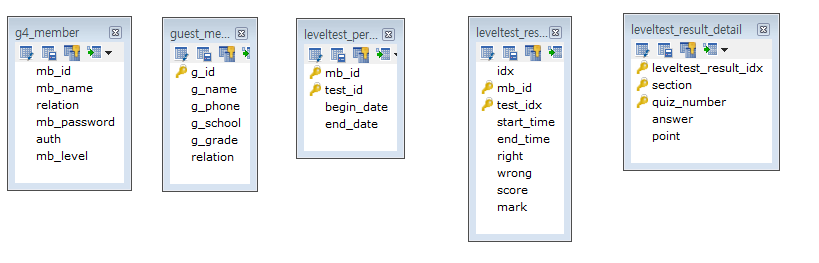 g4_member
mb_id
mb_name
relation
mb_password
auth
mb_level
guest_me...
g_id
g_name
g_phone
g_school
g_grade
relation
leveltest_per...
mb_id
test_id
begin_date
end_date
leveltest_res...
idx
mb_id
test_idx
start_time
end_time
right
wrong
score
mark
leveltest_result_detail
leveltest_result_idx
section
quiz_number
answer
point